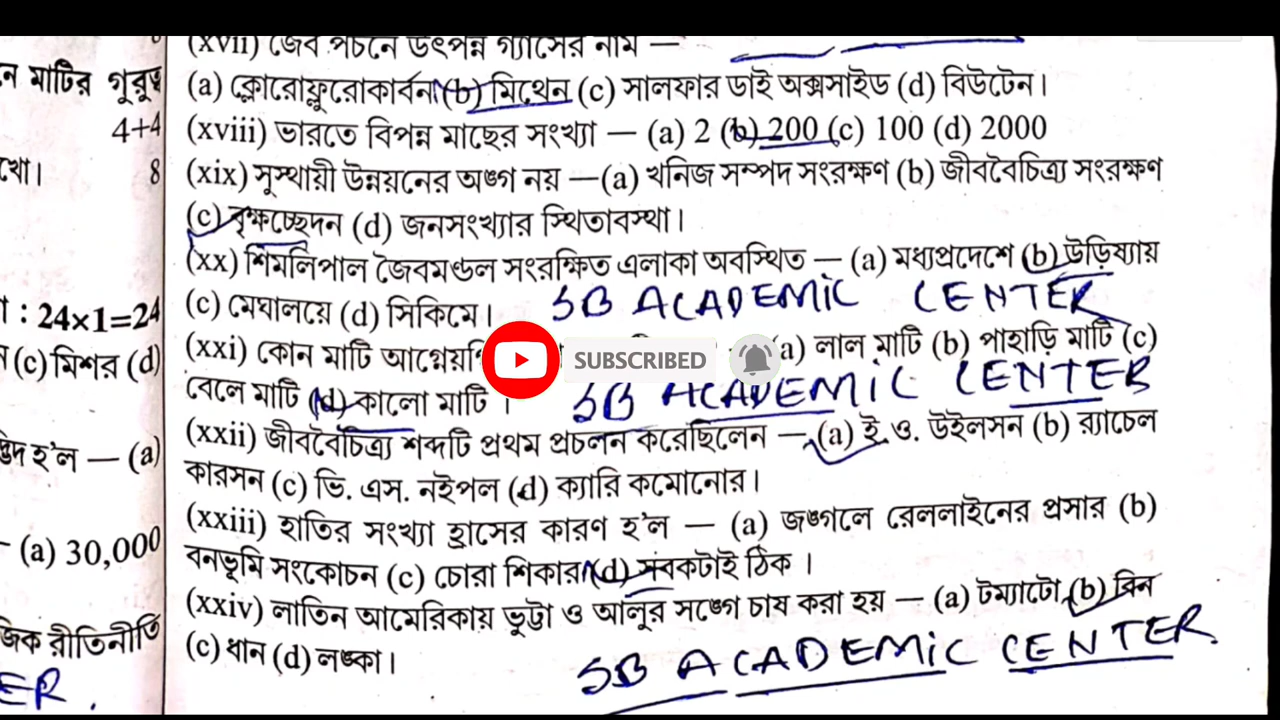 (xvii) জৈব পচনে উৎপন্ন গ্যাসের নাম —
নে মাটির গুরুত্ব
(a) ক্লোরোফ্লুরোকার্বন (b) মিথেন (c) সালফার ডাই অক্সাইড (d) বিউটেন।
4+4
(xviii) ভারতে বিপন্ন মাছের সংখ্যা — (a) 2 (b) 200 (c) 100 (d) 2000
খো। 8
(xix) সুস্থায়ী উন্নয়নের অঙ্গ নয় —(a) খনিজ সম্পদ সংরক্ষণ (b) জীববৈচিত্র্য সংরক্ষণ
(c) বৃক্ষচ্ছেদন (d) জনসংখ্যার স্থিতাবস্থা।
(xx) শিমলিপাল জৈবমণ্ডল সংরক্ষিত এলাকা অবস্থিত — (a) মধ্যপ্রদেশে (b) উড়িষ্যায়
: 24×1=24
(c) মেঘালয়ে (d) সিকিমে।
SB ACADEMIC CENTER
(c) মিশর (d)
(xxi) কোন মাটি (a) লাল মাটি (b) পাহাড়ি মাটি (c)
SUBSCRIBED
বেলে মাটি (d) কালো মাটি।
SB ACADEMIC CENTER
(xxii) জীববৈচিত্র্য শব্দটি প্রথম প্রচলন করেছিলেন — (a) ই. ও. উইলসন (b) র‍্যাচেল
হ'ল — (a)
কারসন (c) ভি. এস. নইপল (d) ক্যারি কমোনোর।
(xxiii) হাতির সংখ্যা হ্রাসের কারণ হ'ল — (a) জঙ্গলে রেললাইনের প্রসার (b)
— (a) 30,000
বনভূমি সংকোচন (c) চোরা শিকার (d) সবকটাই ঠিক।
(xxiv) লাতিন আমেরিকায় ভুট্টা ও আলুর সঙ্গে চাষ করা হয় — (a) টম্যাটো (b) বিন
জিক রীতিনীতি
(c) ধান (d) লঙ্কা।
SB ACADEMIC CENTER
ER.